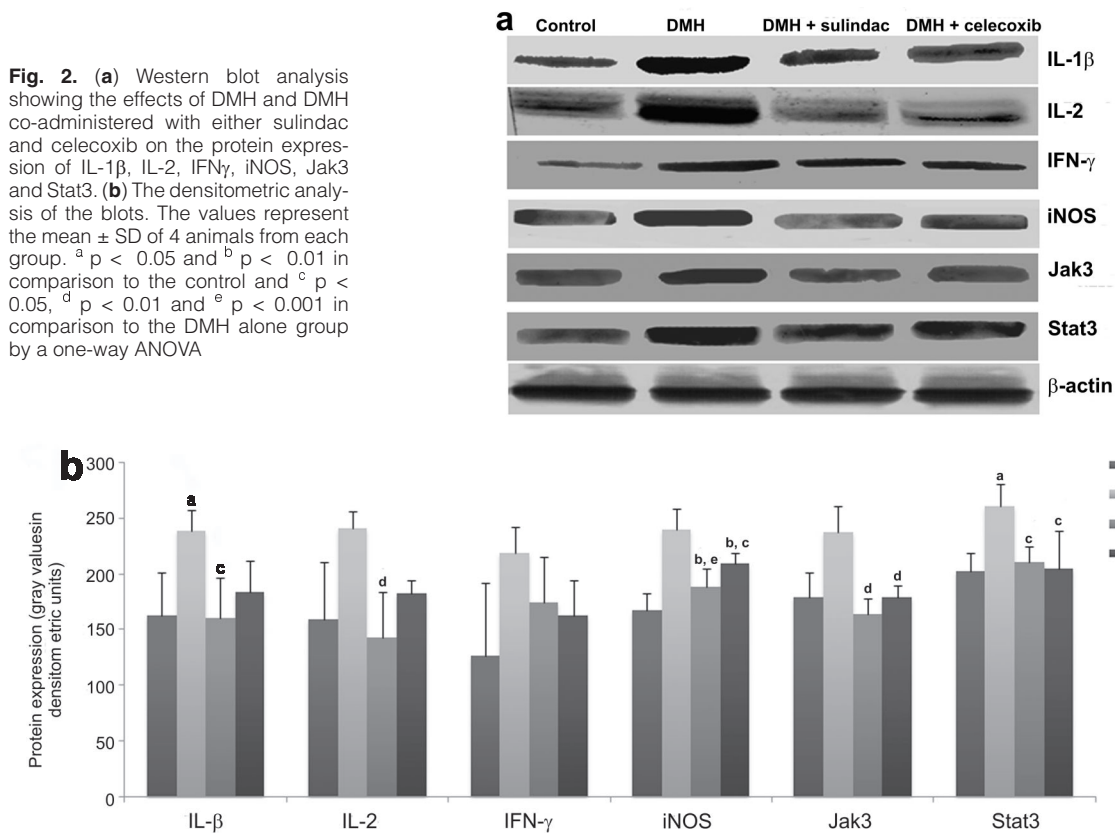 Fig. 2. (a) Western blot analysis
showing the effects of DMH and DMH
co-administered with either sulindac
and celecoxib on the protein expres-
sion of IL-1β, IL-2, IFNγ, iNOS, Jak3
and Stat3. (b) The densitometric analy-
sis of the blots. The values represent
the mean ± SD of 4 animals from each
group. a p < 0.05 and b p < 0.01 in
comparison to the control and c p <
0.05, d p < 0.01 and e p < 0.001 in
comparison to the DMH alone group
by a one-way ANOVA
a
Control DMH DMH + sulindac DMH + celecoxib
IL-1β
IL-2
IFN-γ
iNOS
Jak3
Stat3
β-actin
b
Protein expression (gray valuesin
densitom etric units)
300
250
200
150
100
50
0
a c
d
b, e b, c
d d
a c c
IL-β IL-2 IFN-γ iNOS Jak3 Stat3